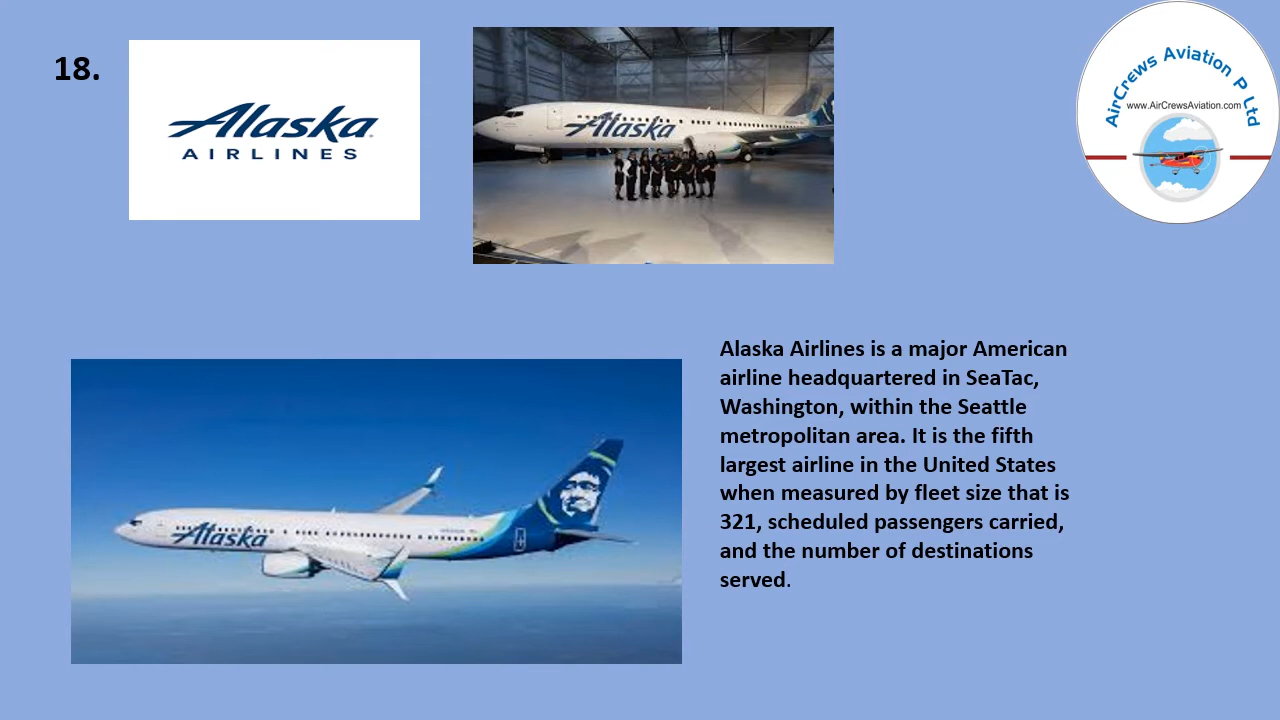 18.
Alaska
AIRLINES
Alaska
AirCrews Aviation P Ltd
www.AirCrewsAviation.com
Alaska Airlines is a major American
airline headquartered in SeaTac,
Washington, within the Seattle
metropolitan area. It is the fifth
largest airline in the United States
when measured by fleet size that is
321, scheduled passengers carried,
and the number of destinations
served.
Alaska